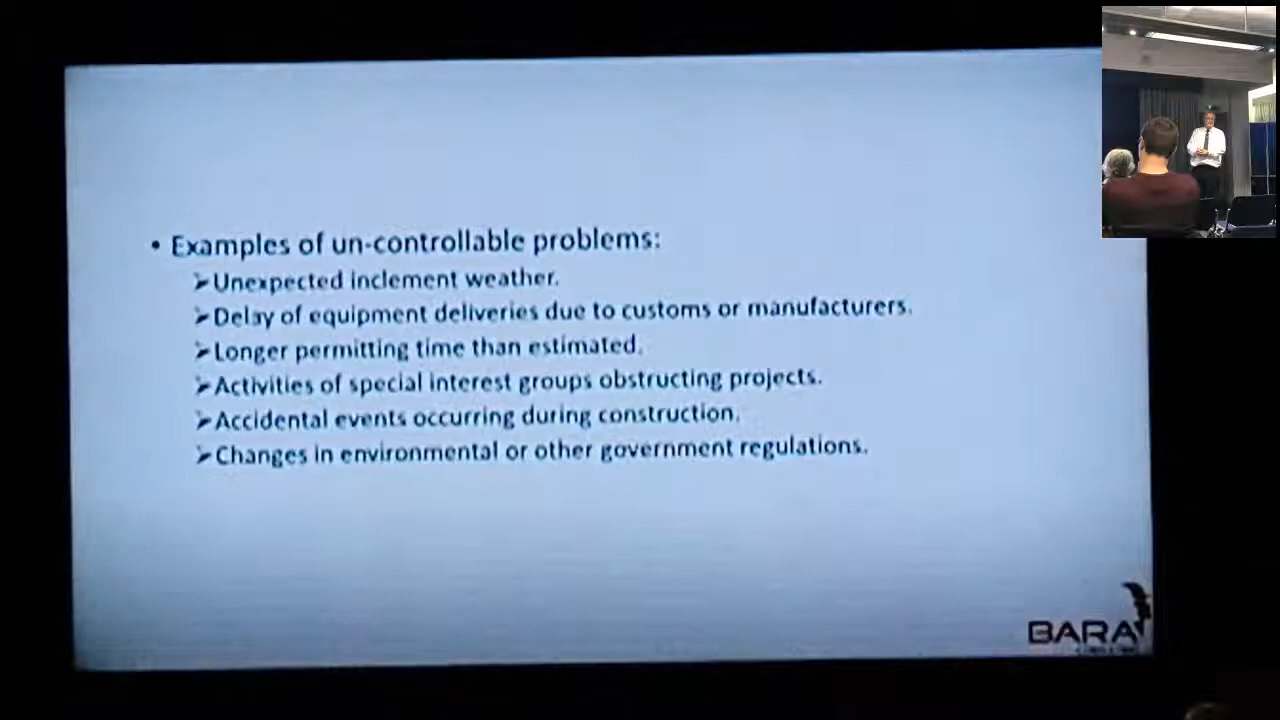 • Examples of un-controllable problems:
➢Unexpected inclement weather.
➢Delay of equipment deliveries due to customs or manufacturers.
➢Longer permitting time than estimated.
➢Activities of special interest groups obstructing projects.
➢Accidental events occurring during construction.
➢Changes in environmental or other government regulations.
BARA